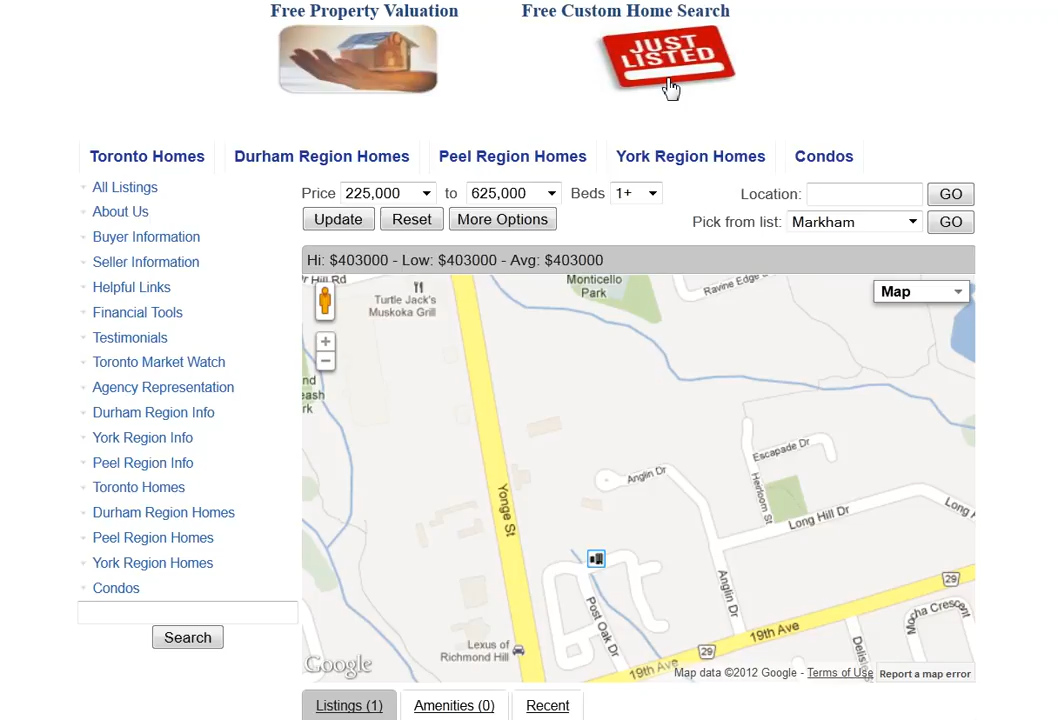 Free Property Valuation
Free Custom Home Search
JUST
LISTED
Toronto Homes
Durham Region Homes
Peel Region Homes
York Region Homes
Condos
All Listings
About Us
Buyer Information
Seller Information
Helpful Links
Financial Tools
Testimonials
Toronto Market Watch
Agency Representation
Durham Region Info
York Region Info
Peel Region Info
Toronto Homes
Durham Region Homes
Peel Region Homes
York Region Homes
Condos
Search
Price 225,000 to 625,000 Beds 1+
Location: GO
Update Reset More Options
Pick from list: Markham GO
Hi: $403000 - Low: $403000 - Avg: $403000
Map
Turtle Jack's
Muskoka Grill
Monticello
Park
Ravine Edge
Yonge St
Anglin Dr
Escapade Dr
Heirloom St
Long Hill Dr
Long
Anglin Dr
Post Oak Dr
29
19th Ave
29
19th Ave
Mocha Crescent
Lexus of
Richmond Hill
Google
Map data ©2012 Google - Terms of Use
Report a map error
Listings (1)
Amenities (0)
Recent